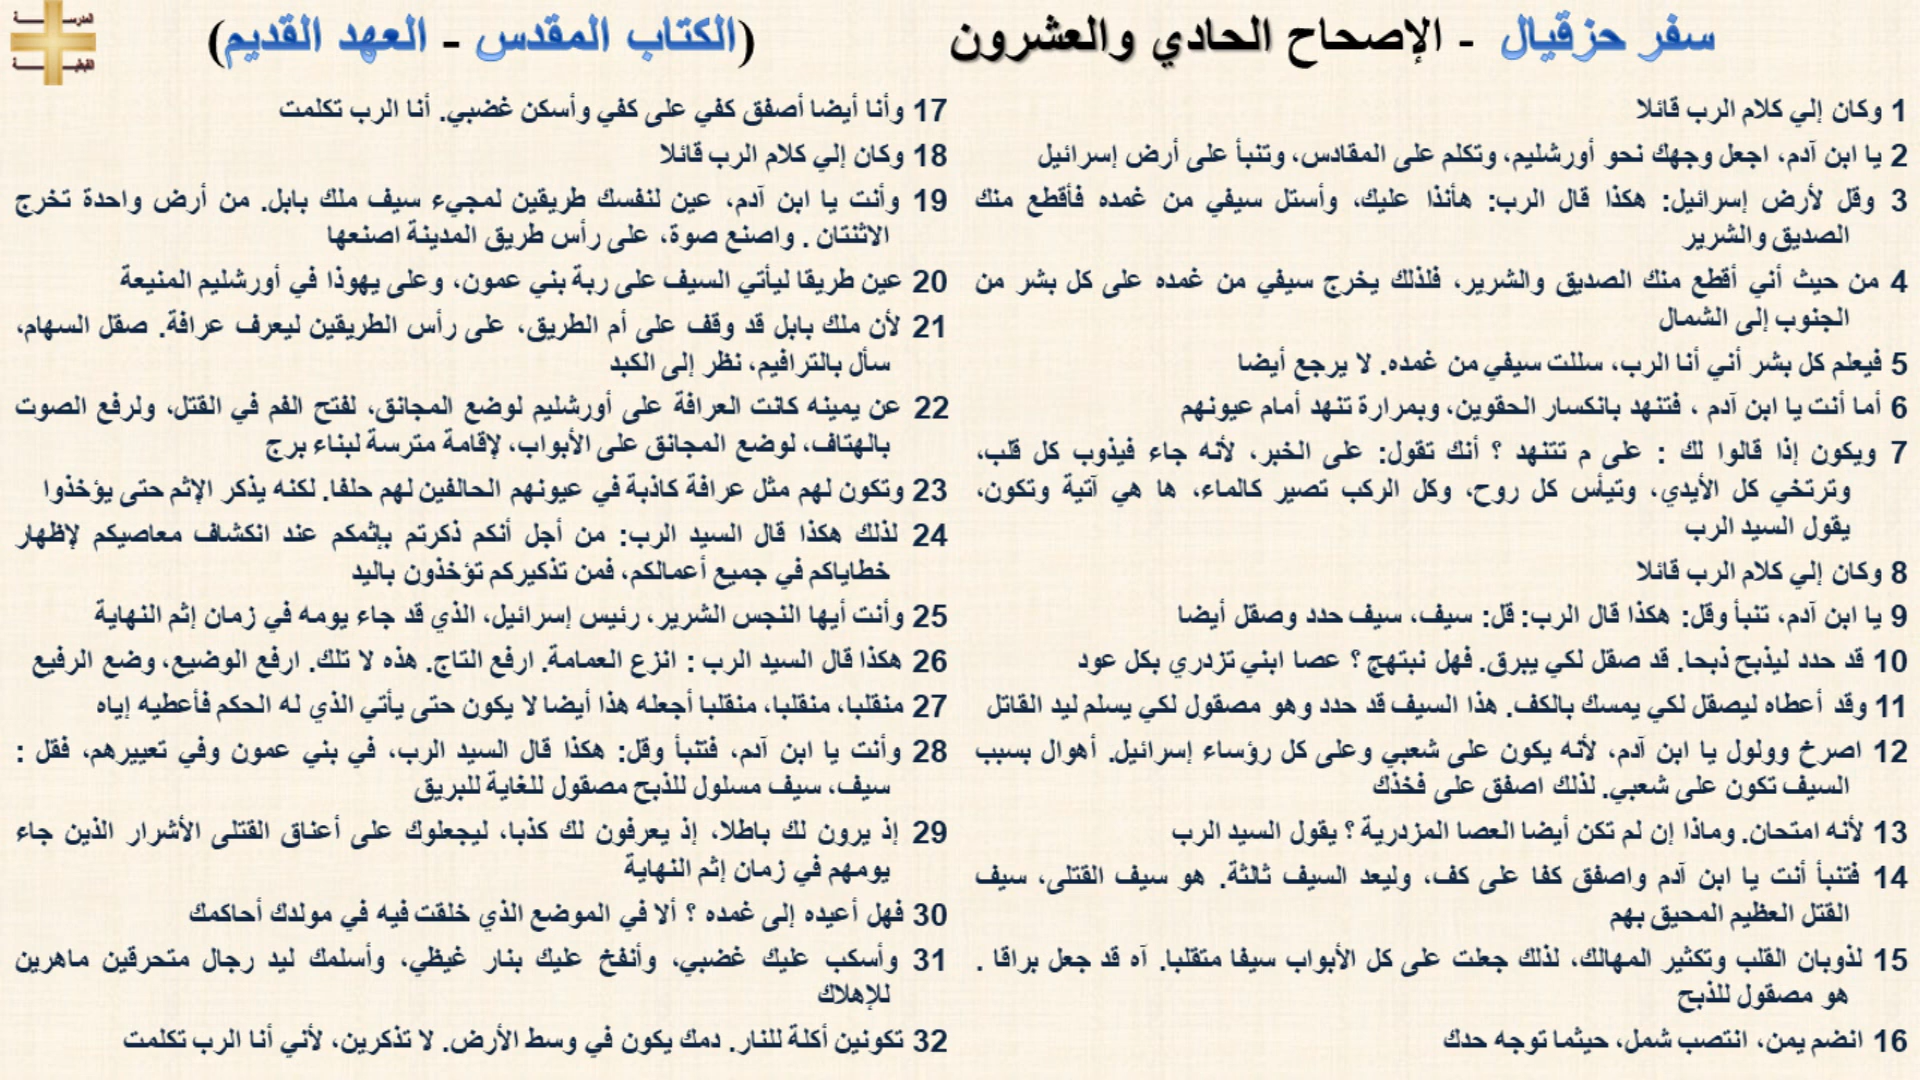 سفر حزقيال - الإصحاح الحادي والعشرون
(الكتاب المقدس - العهد القديم)
1 وكان إلي كلام الرب قائلا
2 يا ابن آدم، اجعل وجهك نحو أورشليم، وتكلم على المقادس، وتنبأ على أرض إسرائيل
3 وقل لأرض إسرائيل: هكذا قال الرب: هأنذا عليك، وأستل سيفي من غمده فأقطع منك
الصديق والشرير
4 من حيث أني أقطع منك الصديق والشرير، فلذلك يخرج سيفي من غمده على كل بشر من
الجنوب إلى الشمال
5 فيعلم كل بشر أني أنا الرب، سللت سيفي من غمده. لا يرجع أيضا
6 أما أنت يا ابن آدم ، فتنهد بانكسار الحقوين، وبمرارة تنهد أمام عيونهم
7 ويكون إذا قالوا لك : على م تتنهد ؟ أنك تقول: على الخبر، لأنه جاء فيذوب كل قلب،
وترتخي كل الأيدي، وتيأس كل روح، وكل الركب تصير كالماء، ها هي آتية وتكون،
يقول السيد الرب
8 وكان إلي كلام الرب قائلا
9 يا ابن آدم، تنبأ وقل: هكذا قال الرب: قل: سيف، سيف حدد وصقل أيضا
10 قد حدد ليذبح ذبحا. قد صقل لكي يبرق. فهل نبتهج ؟ عصا ابني تزدري بكل عود
11 وقد أعطاه ليصقل لكي يمسك بالكف. هذا السيف قد حدد وهو مصقول لكي يسلم ليد القاتل
12 اصرخ وولول يا ابن آدم، لأنه يكون على شعبي وعلى كل رؤساء إسرائيل. أهوال بسبب
السيف تكون على شعبي. لذلك اصفق على فخذك
13 لأنه امتحان. وماذا إن لم تكن أيضا العصا المزدرية ؟ يقول السيد الرب
14 فتنبأ أنت يا ابن آدم واصفق كفا على كف، وليعد السيف ثالثة. هو سيف القتلى، سيف
القتل العظيم المحيق بهم
15 لذوبان القلب وتكثير المهالك، لذلك جعلت على كل الأبواب سيفا متقلبا. آه قد جعل براقا .
هو مصقول للذبح
16 انضم يمن، انتصب شمل، حيثما توجه حدك
17 وأنا أيضا أصفق كفي على كفي وأسكن غضبي. أنا الرب تكلمت
18 وكان إلي كلام الرب قائلا
19 وأنت يا ابن آدم، عين لنفسك طريقين لمجيء سيف ملك بابل. من أرض واحدة تخرج
الاثنتان . واصنع صوة، على رأس طريق المدينة اصنعها
20 عين طريقا ليأتي السيف على ربة بني عمون، وعلى يهوذا في أورشليم المنيعة
21 لأن ملك بابل قد وقف على أم الطريق، على رأس الطريقين ليعرف عرافة. صقل السهام،
سأل بالترافيم، نظر إلى الكبد
22 عن يمينه كانت العرافة على أورشليم لوضع المجانق، لفتح الفم في القتل، ولرفع الصوت
بالهتاف، لوضع المجانق على الأبواب، لإقامة مترسة لبناء برج
23 وتكون لهم مثل عرافة كاذبة في عيونهم الحالفين لهم حلفا. لكنه يذكر الإثم حتى يؤخذوا
24 لذلك هكذا قال السيد الرب: من أجل أنكم ذكرتم بإثمكم عند انكشاف معاصيكم لإظهار
خطاياكم في جميع أعمالكم، فمن تذكيركم تؤخذون باليد
25 وأنت أيها النجس الشرير، رئيس إسرائيل، الذي قد جاء يومه في زمان إثم النهاية
26 هكذا قال السيد الرب : انزع العمامة. ارفع التاج. هذه لا تلك. ارفع الوضيع، وضع الرفيع
27 منقلبا، منقلبا، منقلبا أجعله هذا أيضا لا يكون حتى يأتي الذي له الحكم فأعطيه إياه
28 وأنت يا ابن آدم، فتنبأ وقل: هكذا قال السيد الرب، في بني عمون وفي تعييرهم، فقل :
سيف، سيف مسلول للذبح مصقول للغاية للبريق
29 إذ يرون لك باطلا، إذ يعرفون لك كذبا، ليجعلوك على أعناق القتلى الأشرار الذين جاء
يومهم في زمان إثم النهاية
30 فهل أعيده إلى غمده ؟ ألا في الموضع الذي خلقت فيه في مولدك أحاكمك
31 وأسكب عليك غضبي، وأنفخ عليك بنار غيظي، وأسلمك ليد رجال متحرقين ماهرين
للإهلاك
32 تكونين أكلة للنار. دمك يكون في وسط الأرض. لا تذكرين، لأني أنا الرب تكلمت